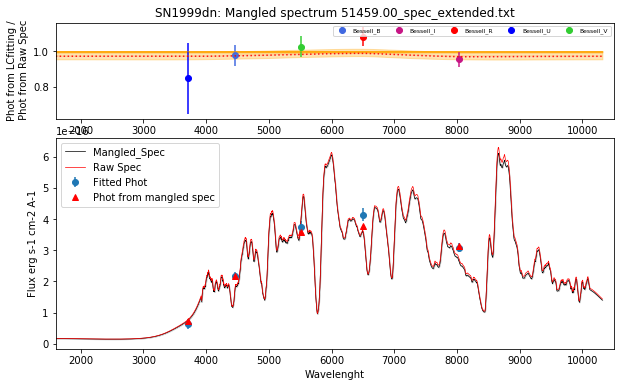 SN1999dn: Mangled spectrum 51459.00_spec_extended.txt
Phot from LCfitting /
Phot from Raw Spec
1.0
0.8
Bessell_B
Bessell_I
Bessell_R
Bessell_U
Bessell_V
2000 3000 4000 5000 6000 7000 8000 9000 10000
Flux erg s-1 cm-2 A-1
6
5
4
3
2
1
0
Mangled_Spec
Raw Spec
Fitted Phot
Phot from mangled spec
2000 3000 4000 5000 6000 7000 8000 9000 10000
Wavelenght